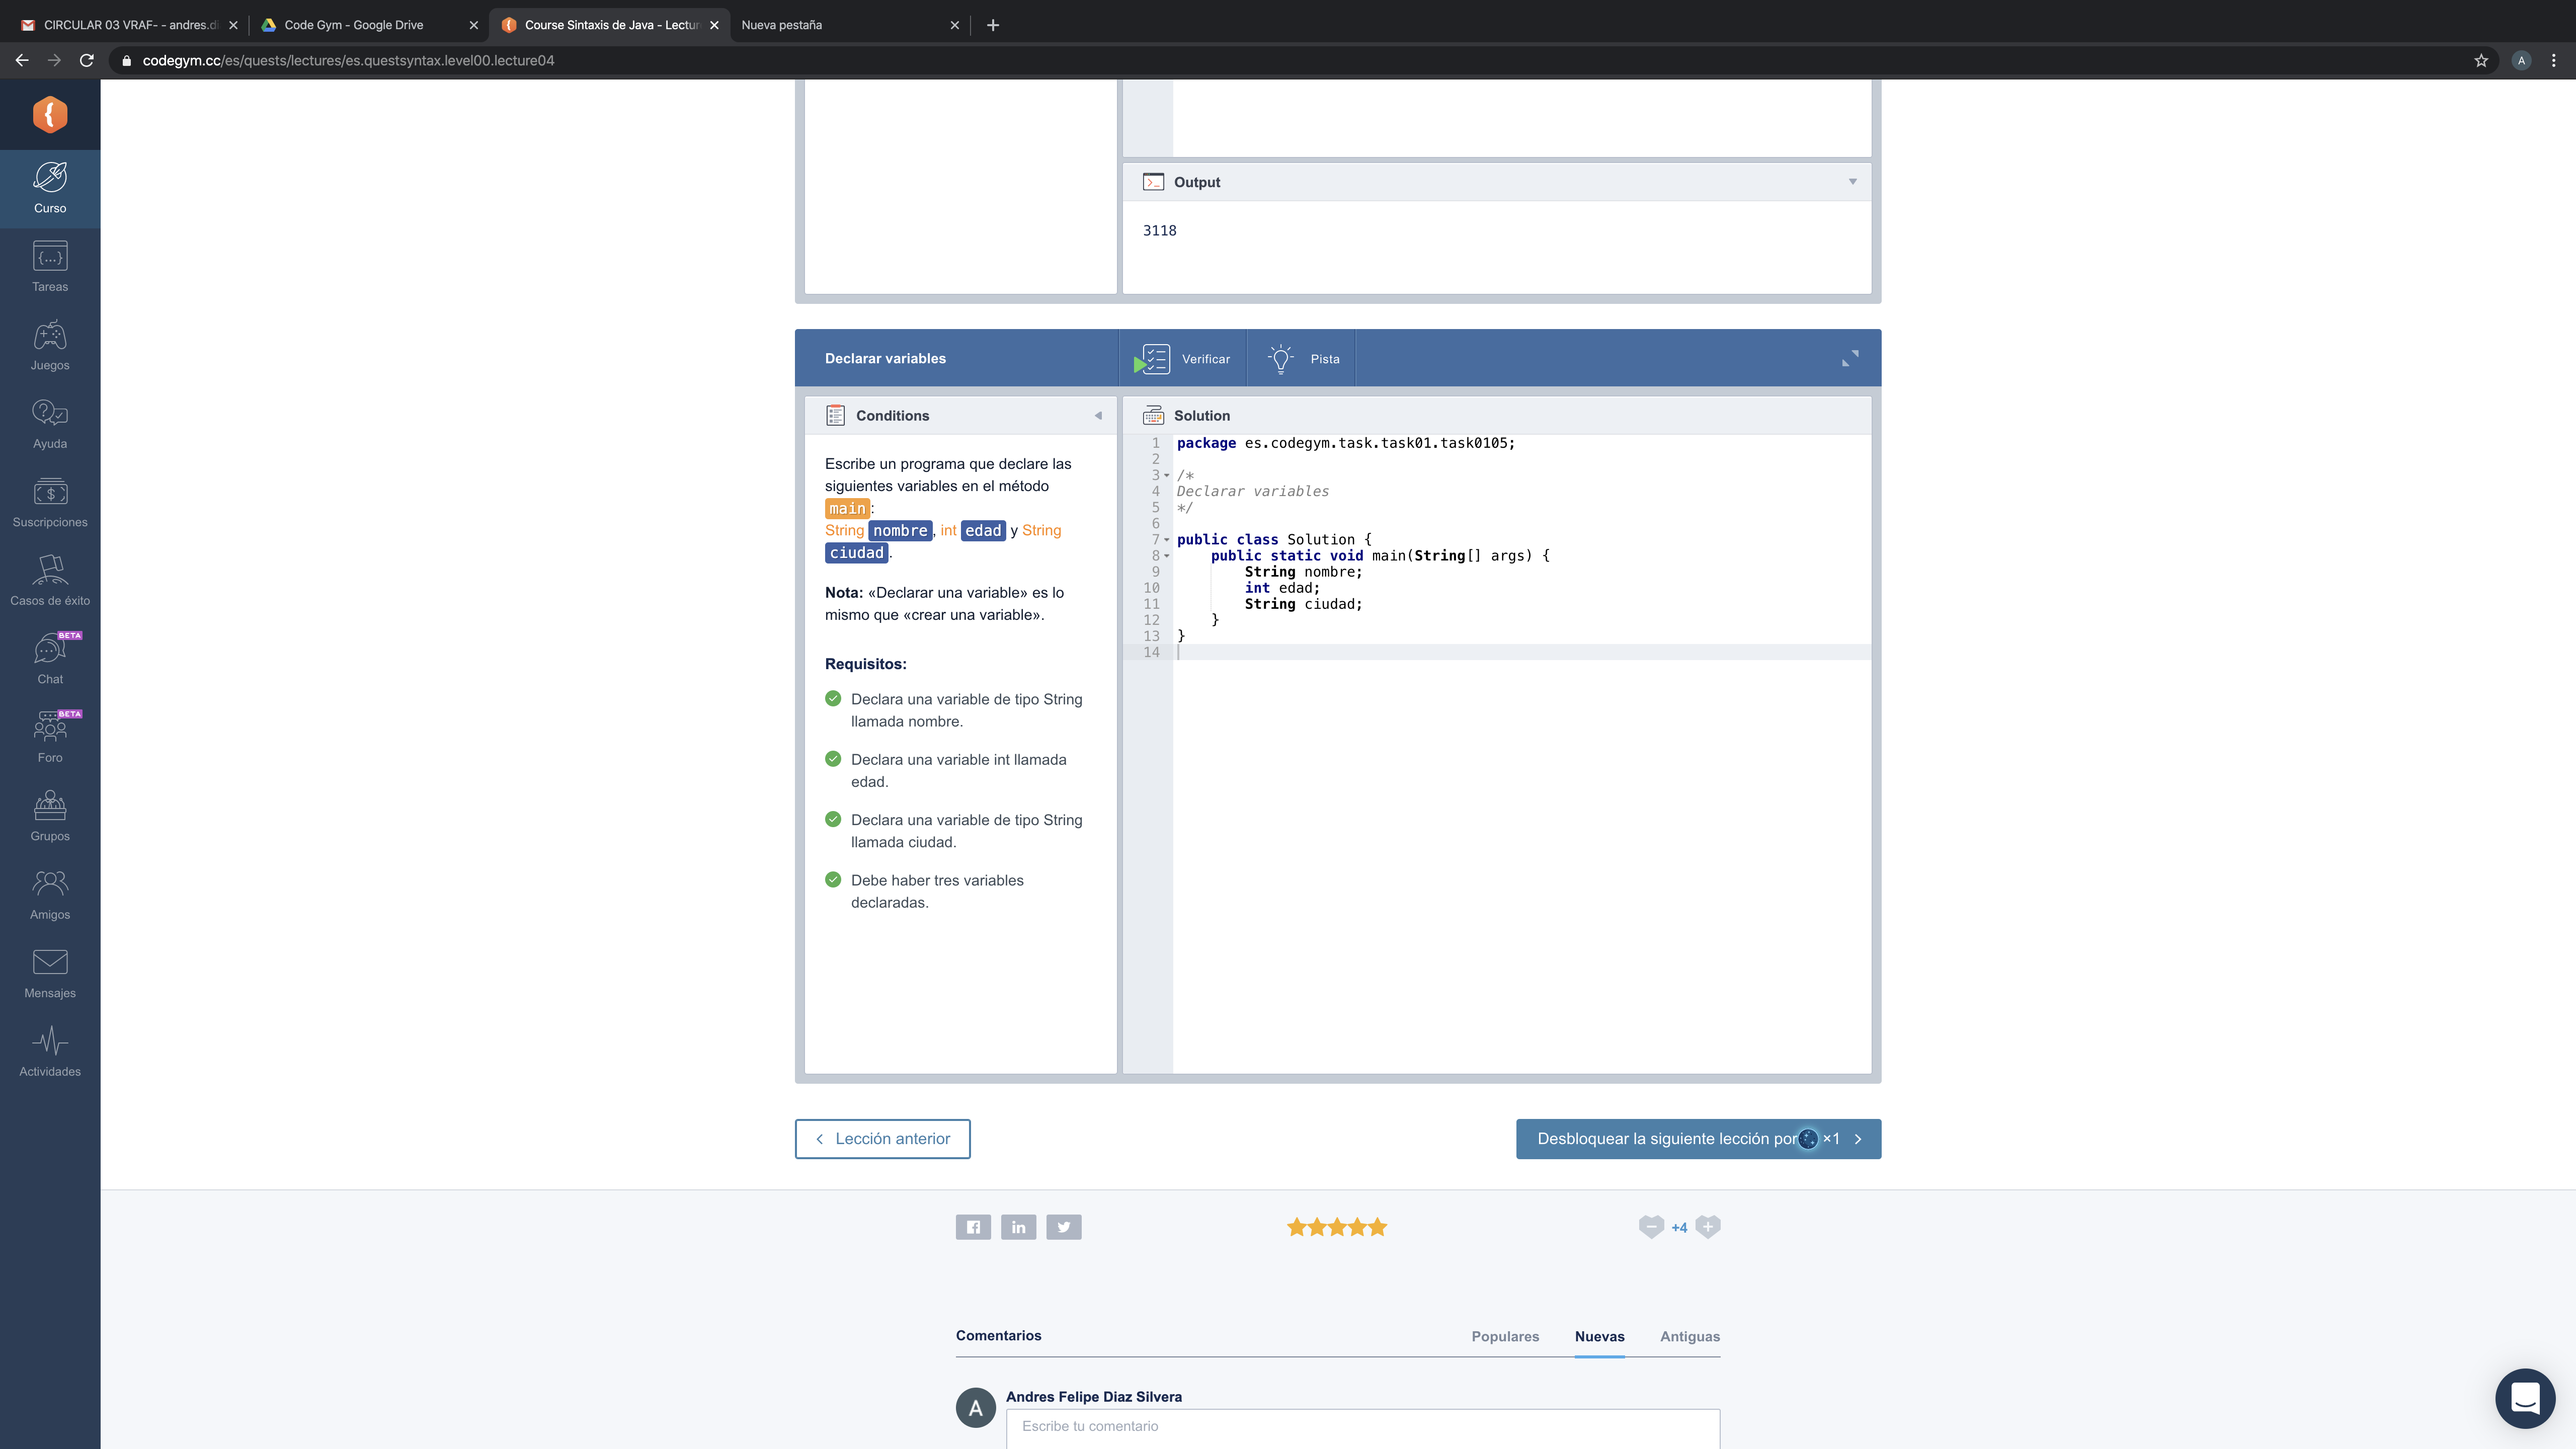 CIRCULAR 03 VRAF- - andres.di
Code Gym - Google Drive
Course Sintaxis de Java - Lectur
Nueva pestaña
codegym.cc/es/quests/lectures/es.questsyntax.level00.lecture04
A
Curso
Tareas
Juegos
Ayuda
Suscripciones
Casos de éxito
BETA
Chat
BETA
Foro
Grupos
Amigos
Mensajes
Actividades
Output
3118
Declarar variables
Verificar
Pista
Conditions
Escribe un programa que declare las
siguientes variables en el método
main:
String nombre, int edad y String
ciudad.
Nota: «Declarar una variable» es lo
mismo que «crear una variable».
Requisitos:
Declara una variable de tipo String
llamada nombre.
Declara una variable int llamada
edad.
Declara una variable de tipo String
llamada ciudad.
Debe haber tres variables
declaradas.
Solution
1 package es.codegym.task.task01.task0105;
2
3 /*
4 Declarar variables
5 */
6
7 public class Solution {
8 public static void main(String[] args) {
9 String nombre;
10 int edad;
11 String ciudad;
12 }
13 }
14
Lección anterior
Desbloquear la siguiente lección por ×1
+4
Comentarios
Populares
Nuevas
Antiguas
A
Andres Felipe Diaz Silvera
Escribe tu comentario